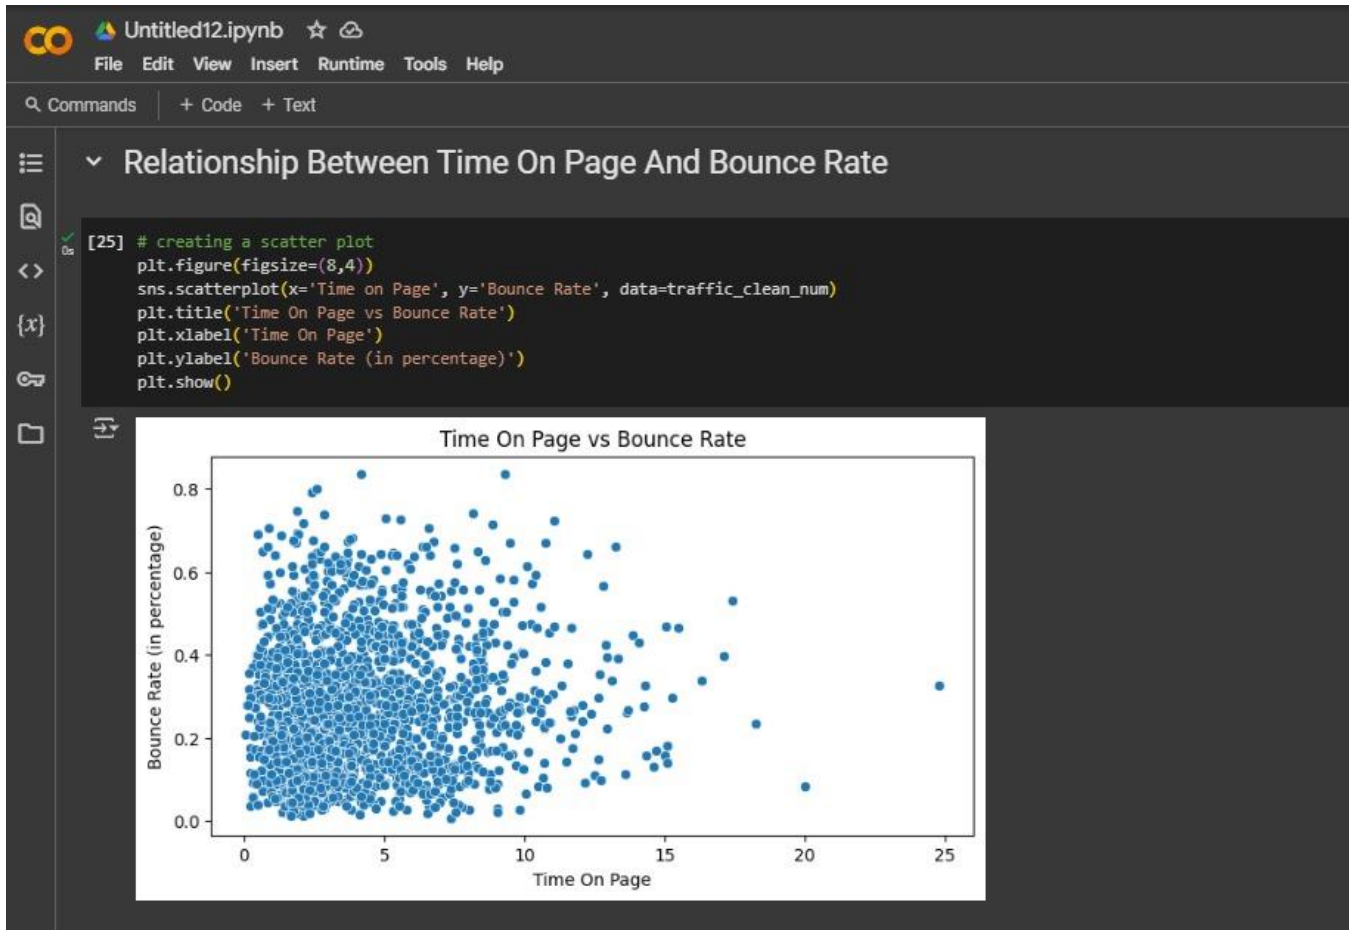 Untitled12.ipynb
File Edit View Insert Runtime Tools Help
Commands + Code + Text
Relationship Between Time On Page And Bounce Rate
[25] # creating a scatter plot
0s
plt.figure(figsize=(8,4))
sns.scatterplot(x='Time on Page', y='Bounce Rate', data=traffic_clean_num)
plt.title('Time On Page vs Bounce Rate')
plt.xlabel('Time On Page')
plt.ylabel('Bounce Rate (in percentage)')
plt.show()
{x}
Time On Page vs Bounce Rate
Bounce Rate (in percentage)
0.8
0.6
0.4
0.2
0.0
0 5 10 15 20 25
Time On Page